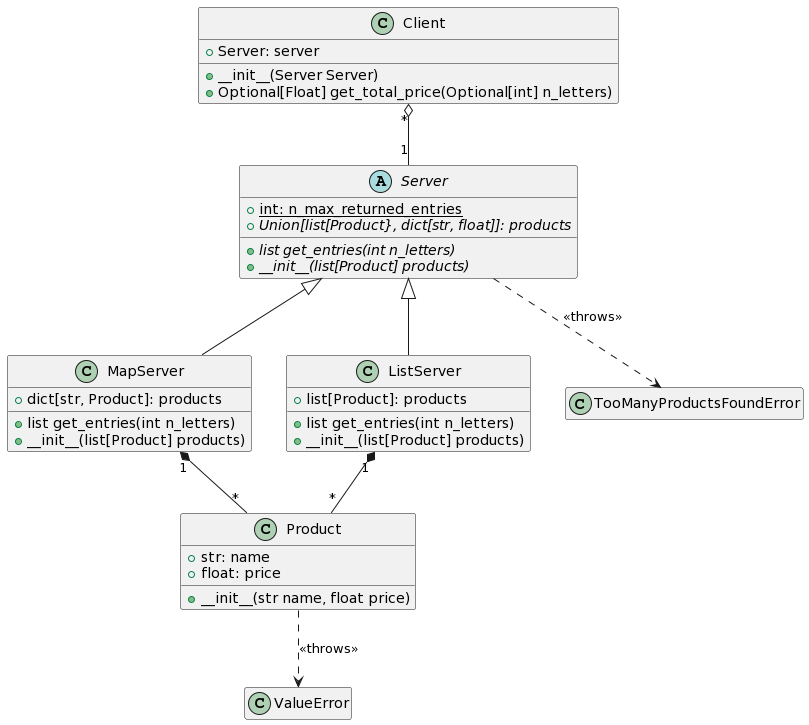 C Client
Server: server
__init__(Server Server)
Optional[Float] get_total_price(Optional[int] n_letters)
*
1
A Server
int: n_max_returned_entries
Union[list[Product}, dict[str, float]]: products
list get_entries(int n_letters)
__init__(list[Product] products)
«throws»
C MapServer
dict[str, Product]: products
list get_entries(int n_letters)
__init__(list[Product] products)
C ListServer
list[Product]: products
list get_entries(int n_letters)
__init__(list[Product] products)
C TooManyProductsFoundError
1
*
1
*
C Product
str: name
float: price
__init__(str name, float price)
«throws»
C ValueError